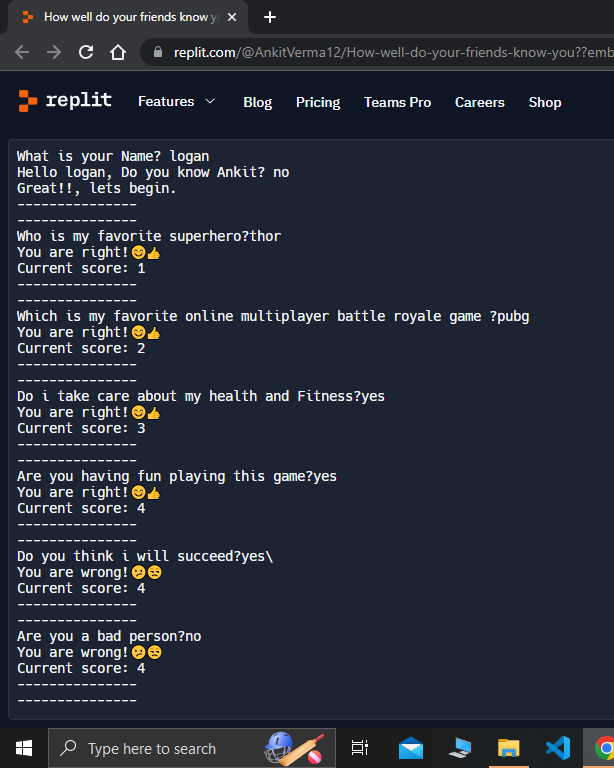 How well do your friends know y
replit.com/@AnkitVerma12/How-well-do-your-friends-know-you??emb
replit Features Blog Pricing Teams Pro Careers Shop
What is your Name? logan
Hello logan, Do you know Ankit? no
Great!!, lets begin.
---------------
---------------
Who is my favorite superhero?thor
You are right!😊👍
Current score: 1
---------------
---------------
Which is my favorite online multiplayer battle royale game ?pubg
You are right!😊👍
Current score: 2
---------------
---------------
Do i take care about my health and Fitness?yes
You are right!😊👍
Current score: 3
---------------
---------------
Are you having fun playing this game?yes
You are right!😊👍
Current score: 4
---------------
---------------
Do you think i will succeed?yes\
You are wrong!😕😒
Current score: 4
---------------
---------------
Are you a bad person?no
You are wrong!😕😒
Current score: 4
---------------
---------------
Type here to search